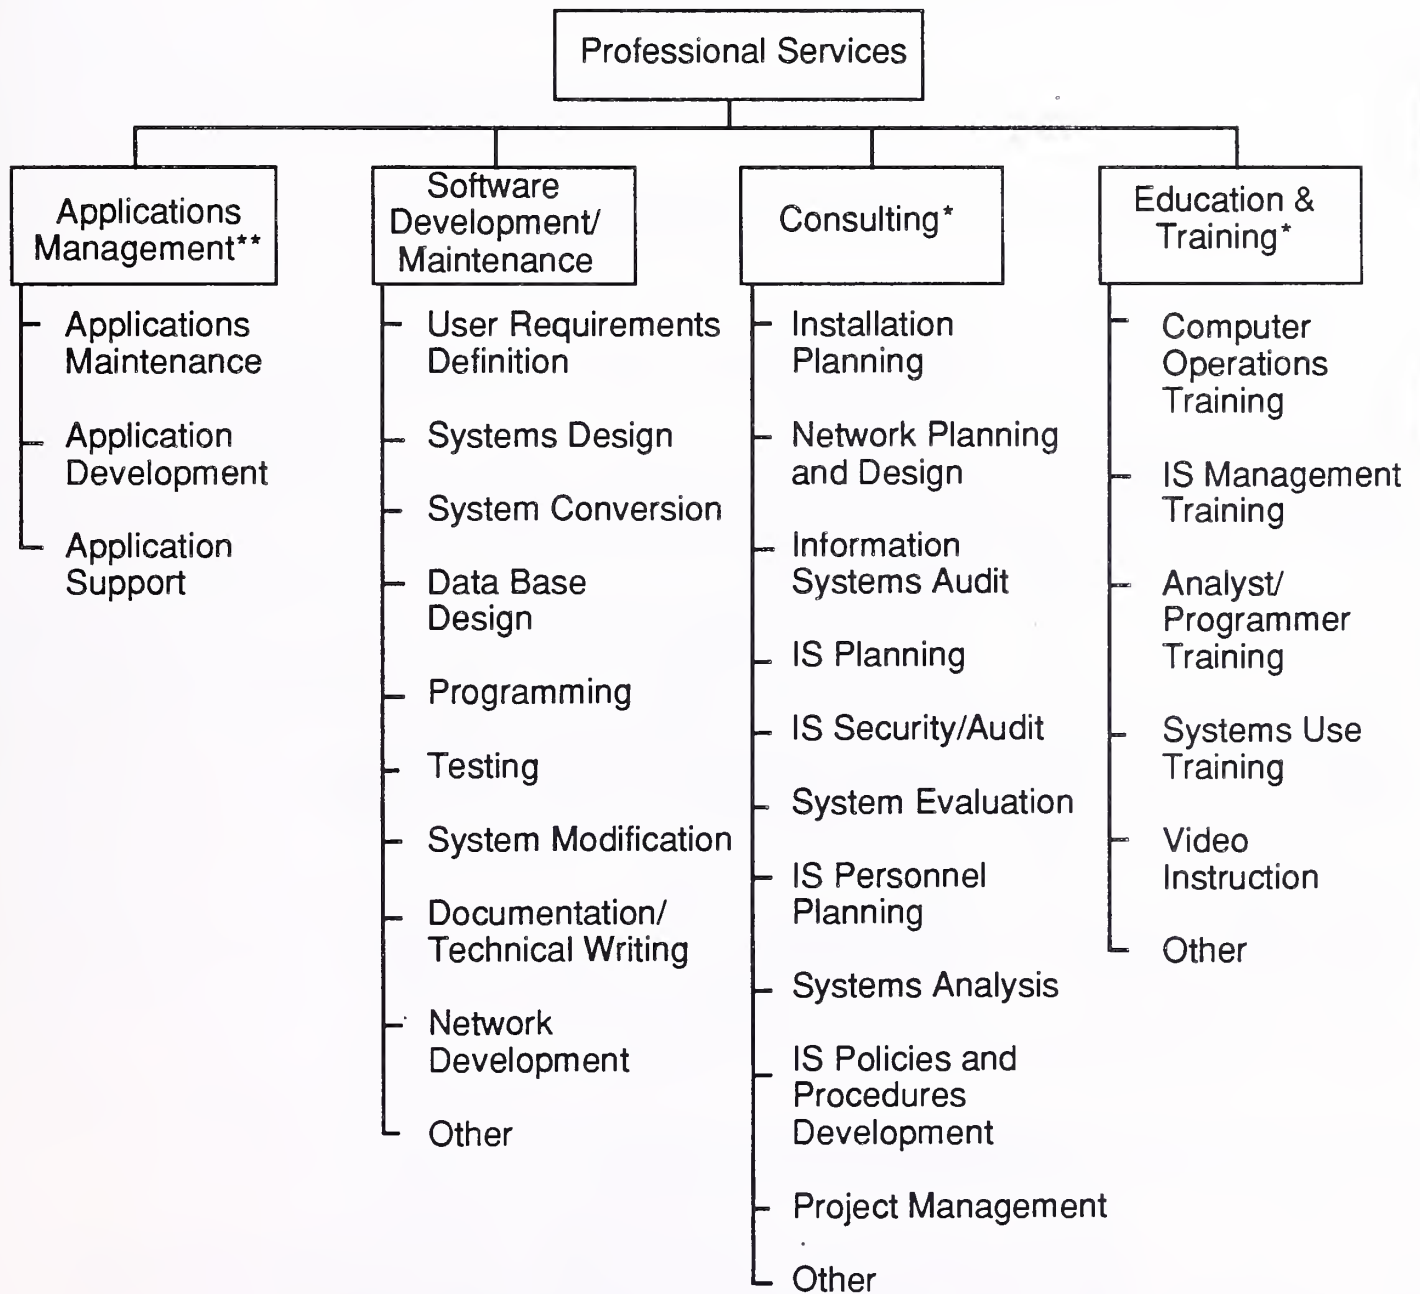 Professional Services
Applications
Management**
Applications
Maintenance
Application
Development
Application
Support
Software
Development/
Maintenance
User Requirements
Definition
Systems Design
System Conversion
Data Base
Design
Programming
Testing
System Modification
Documentation/
Technical Writing
Network
Development
Other
Consulting*
Installation
Planning
Network Planning
and Design
Information
Systems Audit
IS Planning
IS Security/Audit
System Evaluation
IS Personnel
Planning
Systems Analysis
IS Policies and
Procedures
Development
Project Management
Other
Education &
Training*
Computer
Operations
Training
IS Management
Training
Analyst/
Programmer
Training
Systems Use
Training
Video
Instruction
Other